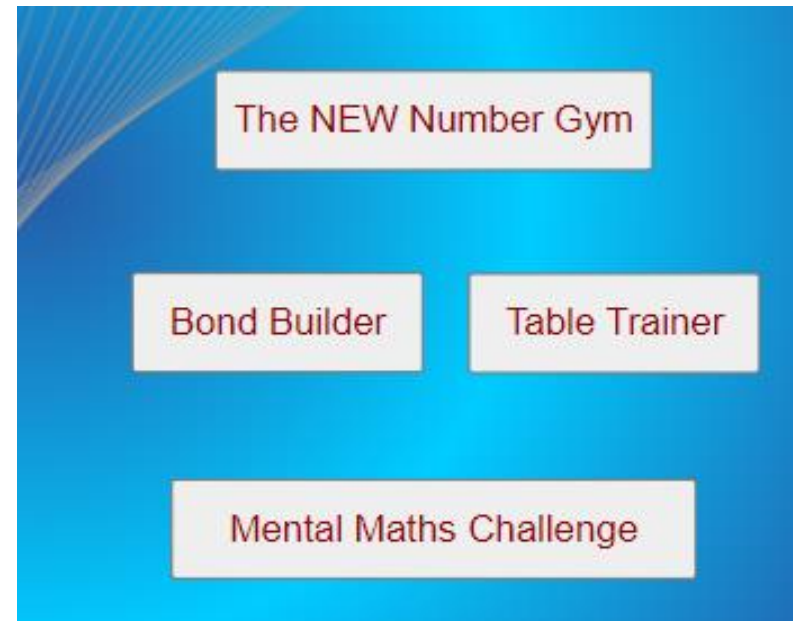 The NEW Number Gym
Bond Builder
Table Trainer
Mental Maths Challenge